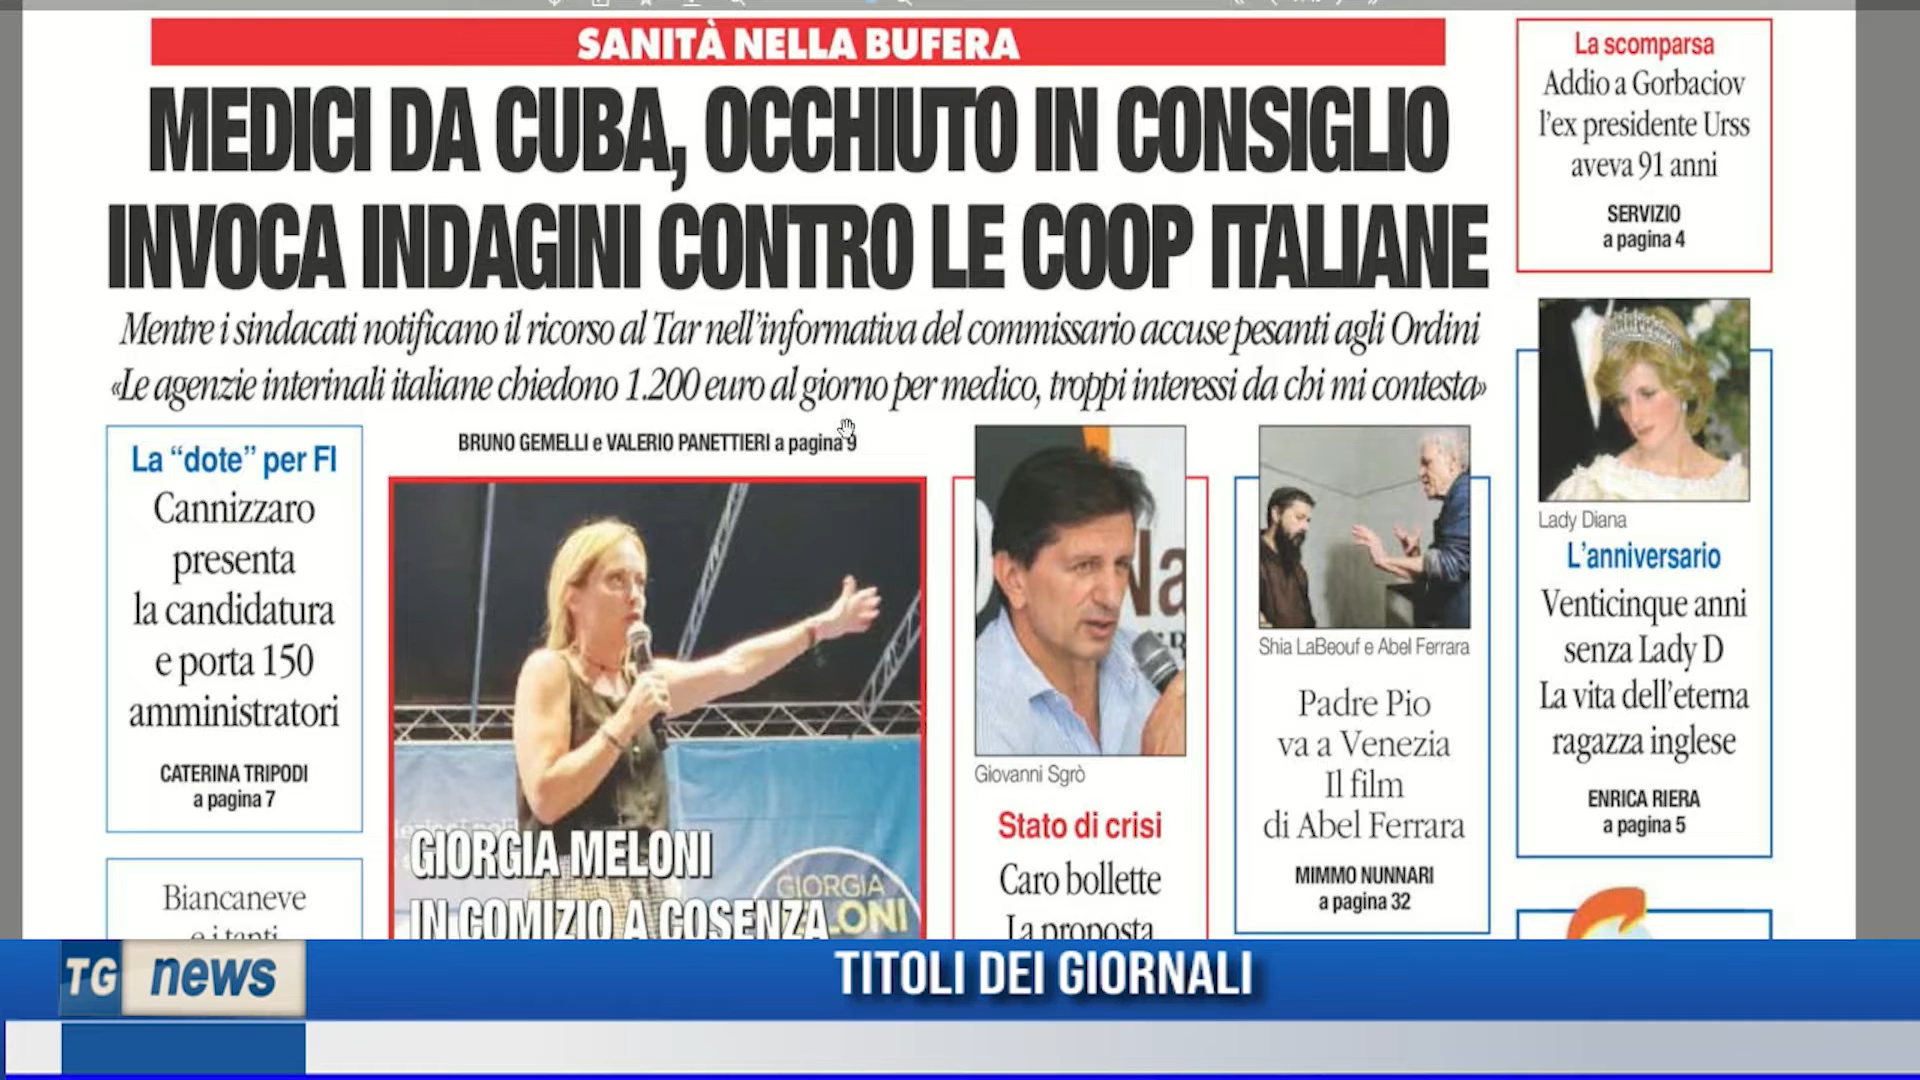 SANITÀ NELLA BUFERA
MEDICI DA CUBA, OCCHIUTO IN CONSIGLIO
INVOCA INDAGINI CONTRO LE COOP ITALIANE
Mentre i sindacati notificano il ricorso al Tar nell'informativa del commissario accuse pesanti agli Ordini
«Le agenzie interinali italiane chiedono 1.200 euro al giorno per medico, troppi interessi da chi mi contesta»
BRUNO GEMELLI e VALERIO PANETTIERI a pagina 9
La scomparsa
Addio a Gorbaciov
l'ex presidente Urss
aveva 91 anni
SERVIZIO
a pagina 4
La “dote” per FI
Cannizzaro
presenta
la candidatura
e porta 150
amministratori
CATERINA TRIPODI
a pagina 7
Biancaneve
e i tanti
GIORGIA MELONI
IN COMIZIO A COSENZA
GIORGIA
LONI
Na
Giovanni Sgrò
Stato di crisi
Caro bollette
La proposta
Shia LaBeouf e Abel Ferrara
Padre Pio
va a Venezia
Il film
di Abel Ferrara
MIMMO NUNNARI
a pagina 32
Lady Diana
L'anniversario
Venticinque anni
senza Lady D
La vita dell'eterna
ragazza inglese
ENRICA RIERA
a pagina 5
TG news
TITOLI DEI GIORNALI